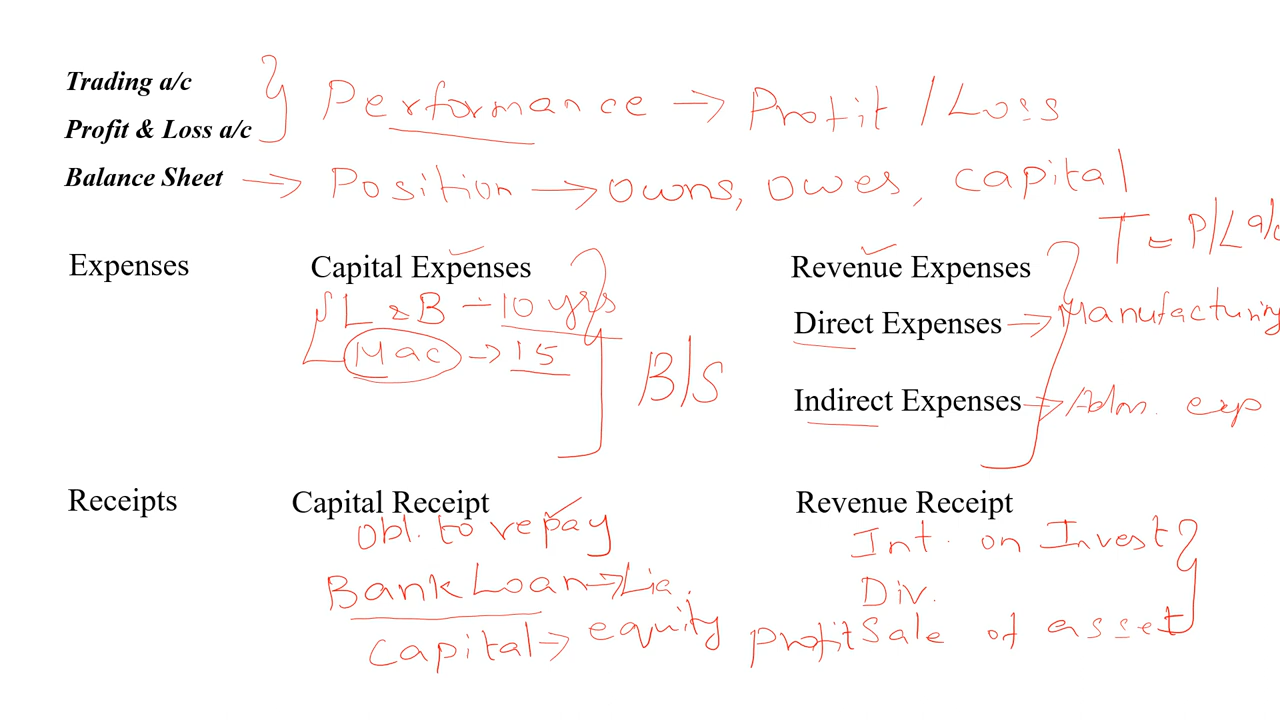 Trading a/c
Profit & Loss a/c
Performance → Profit / Loss
Balance Sheet → Position → Owns, Owes, Capital
T = P/L a/c
Expenses
Capital Expenses
Revenue Expenses
L & B - 10 yrs
Direct Expenses → Manufacturing
Mac → 15
B/S
Indirect Expenses → Adm. exp
Receipts
Capital Receipt
Revenue Receipt
Obl. to repay
Int. on Invest
Bank Loan → Lia.
Div.
Capital → equity
Profit Sale of asset